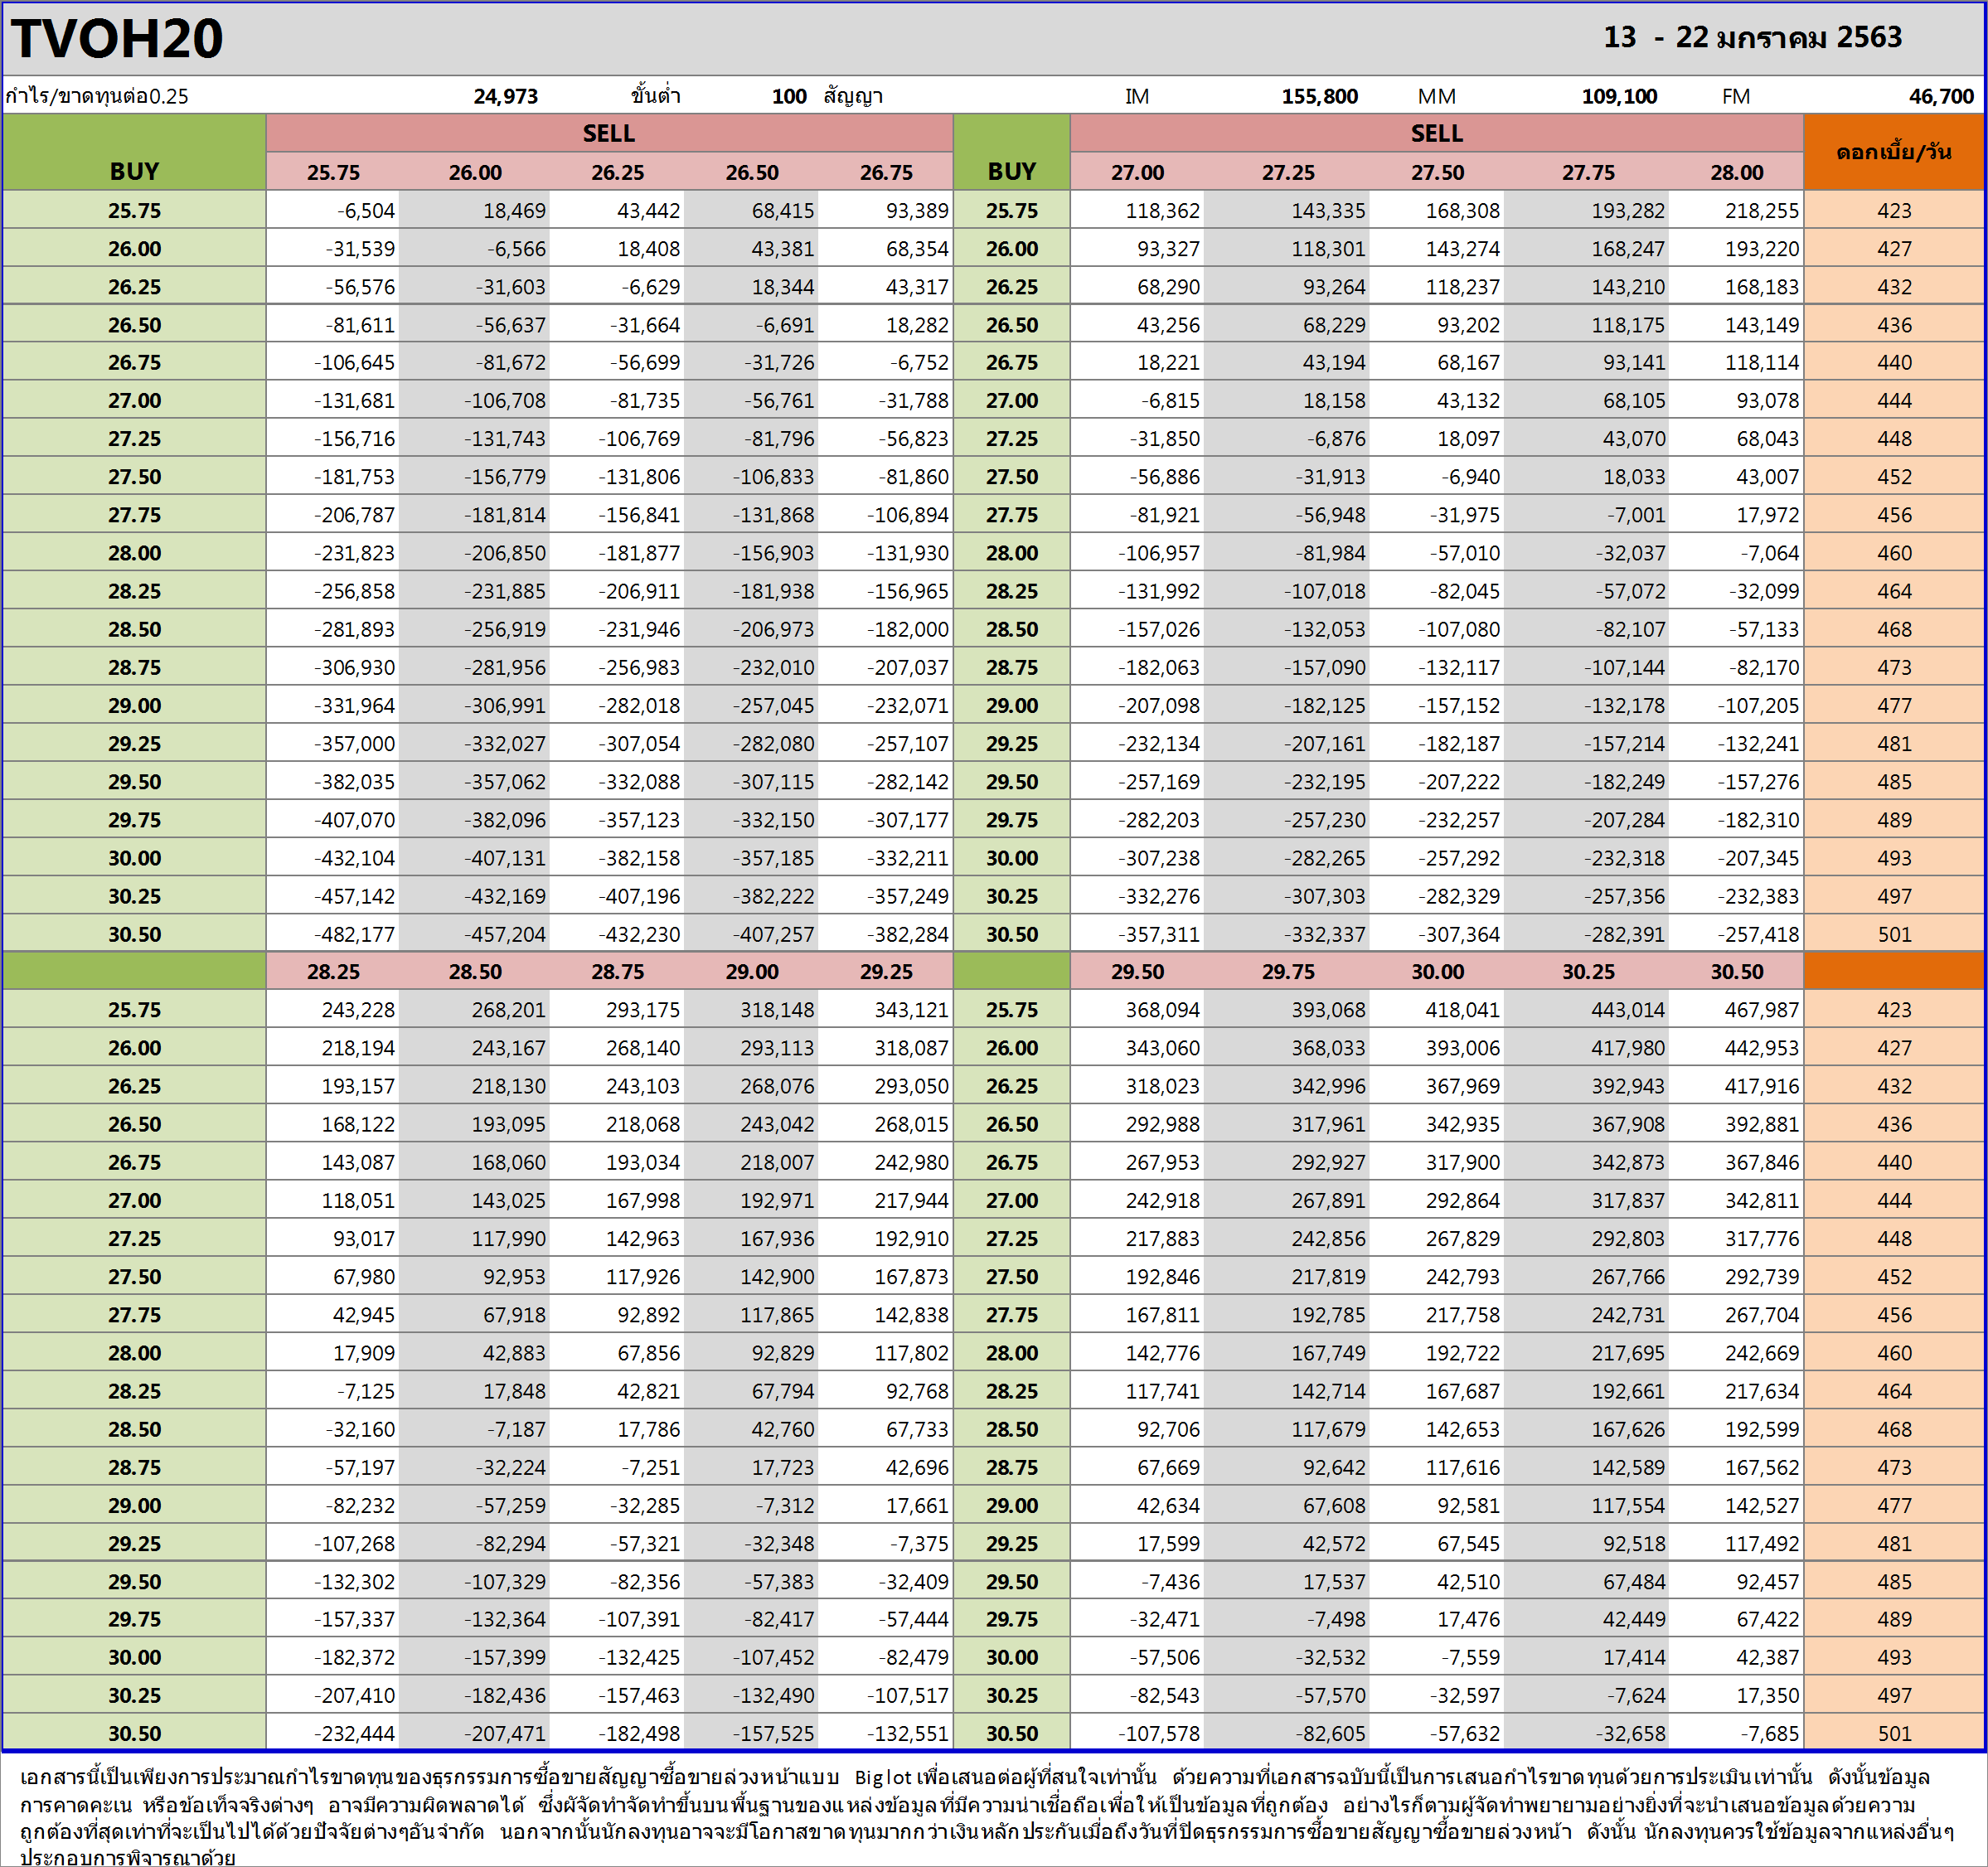 TVOH20 13 - 22 มกราคม 2563
กำไร/ขาดทุนต่อ0.25 24,973 ขั้นต่ำ 100 สัญญา IM 155,800 MM 109,100 FM 46,700
SELL SELL
ดอกเบี้ย/วัน
BUY 25.75 26.00 26.25 26.50 26.75 BUY 27.00 27.25 27.50 27.75 28.00
25.75 -6,504 18,469 43,442 68,415 93,389 25.75 118,362 143,335 168,308 193,282 218,255 423
26.00 -31,539 -6,566 18,408 43,381 68,354 26.00 93,327 118,301 143,274 168,247 193,220 427
26.25 -56,576 -31,603 -6,629 18,344 43,317 26.25 68,290 93,264 118,237 143,210 168,183 432
26.50 -81,611 -56,637 -31,664 -6,691 18,282 26.50 43,256 68,229 93,202 118,175 143,149 436
26.75 -106,645 -81,672 -56,699 -31,726 -6,752 26.75 18,221 43,194 68,167 93,141 118,114 440
27.00 -131,681 -106,708 -81,735 -56,761 -31,788 27.00 -6,815 18,158 43,132 68,105 93,078 444
27.25 -156,716 -131,743 -106,769 -81,796 -56,823 27.25 -31,850 -6,876 18,097 43,070 68,043 448
27.50 -181,753 -156,779 -131,806 -106,833 -81,860 27.50 -56,886 -31,913 -6,940 18,033 43,007 452
27.75 -206,787 -181,814 -156,841 -131,868 -106,894 27.75 -81,921 -56,948 -31,975 -7,001 17,972 456
28.00 -231,823 -206,850 -181,877 -156,903 -131,930 28.00 -106,957 -81,984 -57,010 -32,037 -7,064 460
28.25 -256,858 -231,885 -206,911 -181,938 -156,965 28.25 -131,992 -107,018 -82,045 -57,072 -32,099 464
28.50 -281,893 -256,919 -231,946 -206,973 -182,000 28.50 -157,026 -132,053 -107,080 -82,107 -57,133 468
28.75 -306,930 -281,956 -256,983 -232,010 -207,037 28.75 -182,063 -157,090 -132,117 -107,144 -82,170 473
29.00 -331,964 -306,991 -282,018 -257,045 -232,071 29.00 -207,098 -182,125 -157,152 -132,178 -107,205 477
29.25 -357,000 -332,027 -307,054 -282,080 -257,107 29.25 -232,134 -207,161 -182,187 -157,214 -132,241 481
29.50 -382,035 -357,062 -332,088 -307,115 -282,142 29.50 -257,169 -232,195 -207,222 -182,249 -157,276 485
29.75 -407,070 -382,096 -357,123 -332,150 -307,177 29.75 -282,203 -257,230 -232,257 -207,284 -182,310 489
30.00 -432,104 -407,131 -382,158 -357,185 -332,211 30.00 -307,238 -282,265 -257,292 -232,318 -207,345 493
30.25 -457,142 -432,169 -407,196 -382,222 -357,249 30.25 -332,276 -307,303 -282,329 -257,356 -232,383 497
30.50 -482,177 -457,204 -432,230 -407,257 -382,284 30.50 -357,311 -332,337 -307,364 -282,391 -257,418 501
28.25 28.50 28.75 29.00 29.25 29.50 29.75 30.00 30.25 30.50
25.75 243,228 268,201 293,175 318,148 343,121 25.75 368,094 393,068 418,041 443,014 467,987 423
26.00 218,194 243,167 268,140 293,113 318,087 26.00 343,060 368,033 393,006 417,980 442,953 427
26.25 193,157 218,130 243,103 268,076 293,050 26.25 318,023 342,996 367,969 392,943 417,916 432
26.50 168,122 193,095 218,068 243,042 268,015 26.50 292,988 317,961 342,935 367,908 392,881 436
26.75 143,087 168,060 193,034 218,007 242,980 26.75 267,953 292,927 317,900 342,873 367,846 440
27.00 118,051 143,025 167,998 192,971 217,944 27.00 242,918 267,891 292,864 317,837 342,811 444
27.25 93,017 117,990 142,963 167,936 192,910 27.25 217,883 242,856 267,829 292,803 317,776 448
27.50 67,980 92,953 117,926 142,900 167,873 27.50 192,846 217,819 242,793 267,766 292,739 452
27.75 42,945 67,918 92,892 117,865 142,838 27.75 167,811 192,785 217,758 242,731 267,704 456
28.00 17,909 42,883 67,856 92,829 117,802 28.00 142,776 167,749 192,722 217,695 242,669 460
28.25 -7,125 17,848 42,821 67,794 92,768 28.25 117,741 142,714 167,687 192,661 217,634 464
28.50 -32,160 -7,187 17,786 42,760 67,733 28.50 92,706 117,679 142,653 167,626 192,599 468
28.75 -57,197 -32,224 -7,251 17,723 42,696 28.75 67,669 92,642 117,616 142,589 167,562 473
29.00 -82,232 -57,259 -32,285 -7,312 17,661 29.00 42,634 67,608 92,581 117,554 142,527 477
29.25 -107,268 -82,294 -57,321 -32,348 -7,375 29.25 17,599 42,572 67,545 92,518 117,492 481
29.50 -132,302 -107,329 -82,356 -57,383 -32,409 29.50 -7,436 17,537 42,510 67,484 92,457 485
29.75 -157,337 -132,364 -107,391 -82,417 -57,444 29.75 -32,471 -7,498 17,476 42,449 67,422 489
30.00 -182,372 -157,399 -132,425 -107,452 -82,479 30.00 -57,506 -32,532 -7,559 17,414 42,387 493
30.25 -207,410 -182,436 -157,463 -132,490 -107,517 30.25 -82,543 -57,570 -32,597 -7,624 17,350 497
30.50 -232,444 -207,471 -182,498 -157,525 -132,551 30.50 -107,578 -82,605 -57,632 -32,658 -7,685 501
เอกสารนี้เป็นเพียงการประมาณกำไรขาดทุนของธุรกรรมการซื้อขายสัญญาซื้อขายล่วงหน้าแบบ Big lot เพื่อเสนอต่อผู้ที่สนใจเท่านั้น ด้วยความที่เอกสารฉบับนี้เป็นการเสนอกำไรขาดทุนด้วยการประเมินเท่านั้น ดังนั้นข้อมูล
การคาดคะเน หรือข้อเท็จจริงต่างๆ อาจมีความผิดพลาดได้ ซึ่งผัจัดทำจัดทำขึ้นบนพื้นฐานของแหล่งข้อมูลที่มีความน่าเชื่อถือเพื่อให้เป็นข้อมูลที่ถูกต้อง อย่างไรก็ตามผู้จัดทำพยายามอย่างยิ่งที่จะนำเสนอข้อมูลด้วยความ
ถูกต้องที่สุดเท่าที่จะเป็นไปได้ด้วยปัจจัยต่างๆอันจำกัด นอกจากนั้นนักลงทุนอาจจะมีโอกาสขาดทุนมากกว่าเงินหลักประกันเมื่อถึงวันที่ปิดธุรกรรมการซื้อขายสัญญาซื้อขายล่วงหน้า ดังนั้น นักลงทุนควรใช้ข้อมูลจากแหล่งอื่นๆ
ประกอบการพิจารณาด้วย